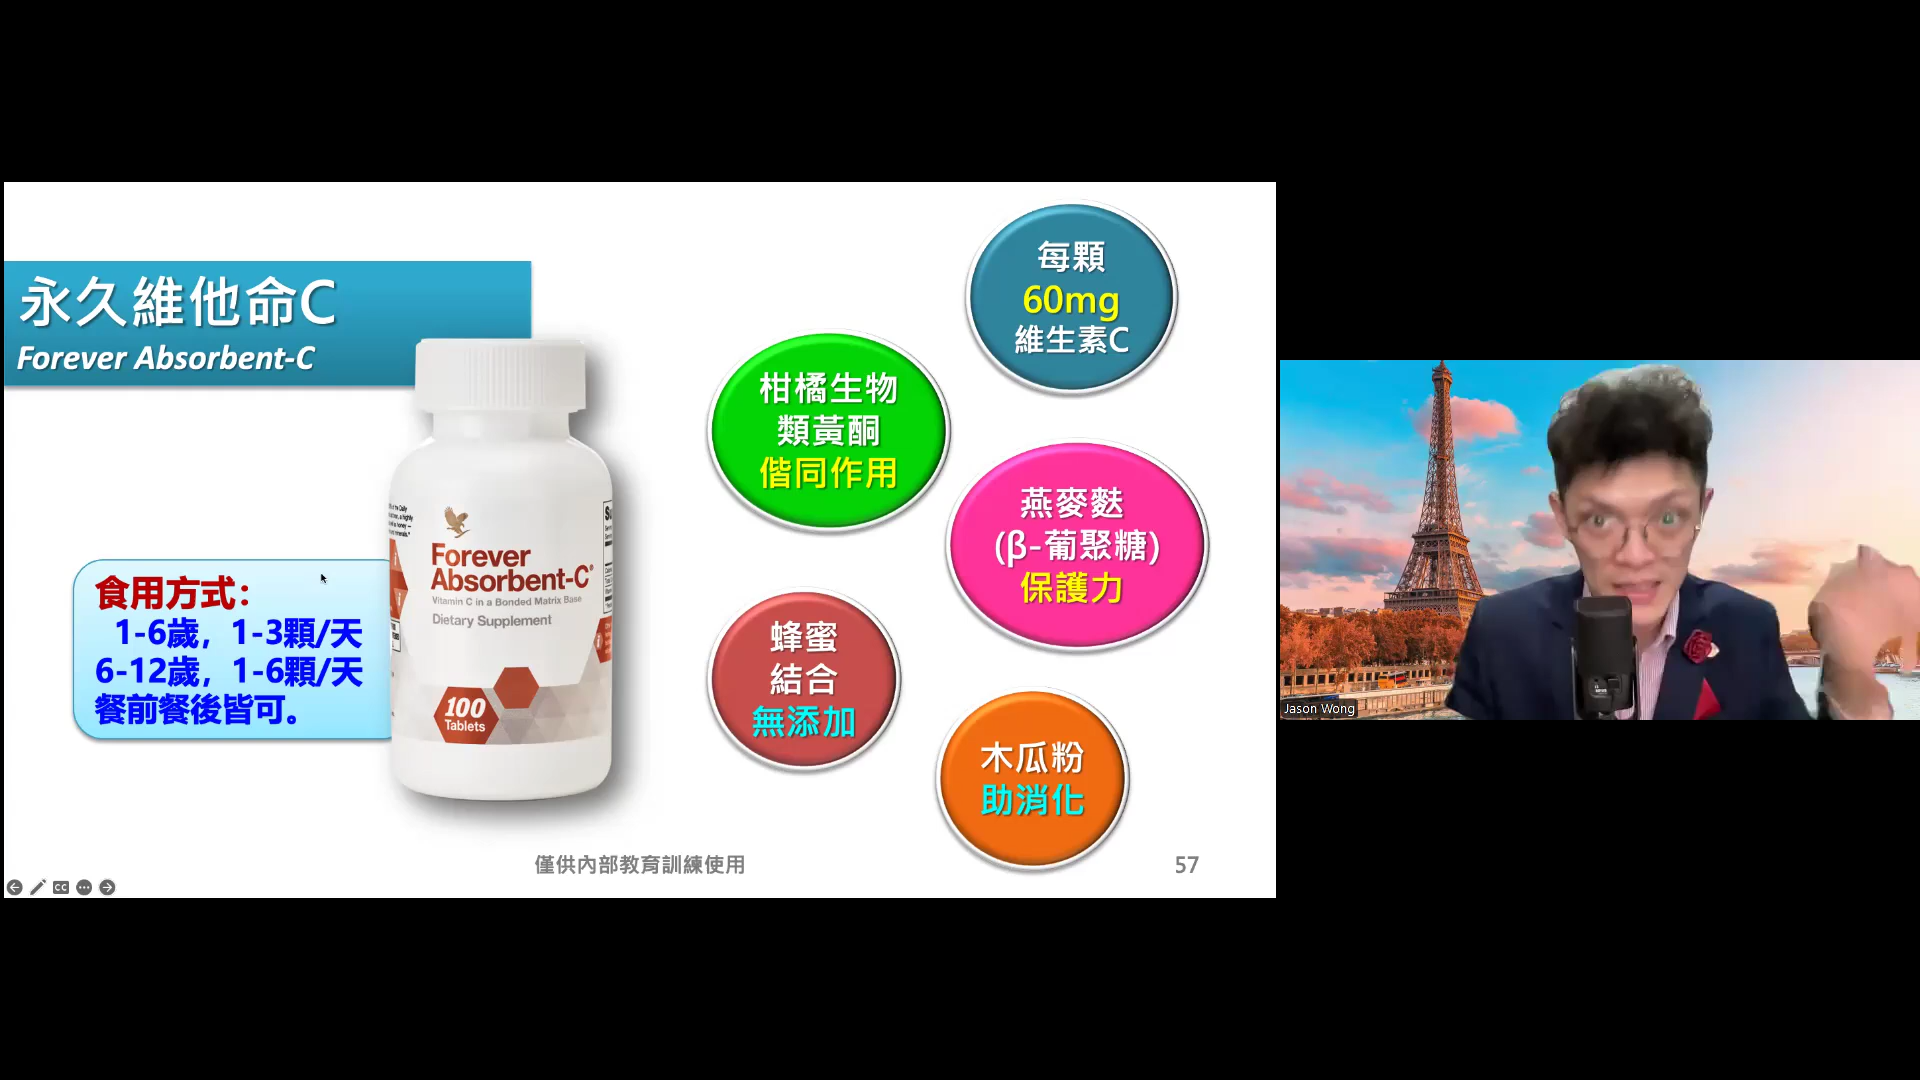 永久維他命C
Forever Absorbent-C
食用方式：
1-6歲，1-3顆/天
6-12歲，1-6顆/天
餐前餐後皆可。
Forever
Absorbent-C®
Vitamin C in a Bonded Matrix Base
Dietary Supplement
100
Tablets
每顆
60mg
維生素C
柑橘生物
類黃酮
偕同作用
燕麥麩
(β-葡聚糖)
保護力
蜂蜜
結合
無添加
木瓜粉
助消化
僅供內部教育訓練使用
57
CC
Jason Wong